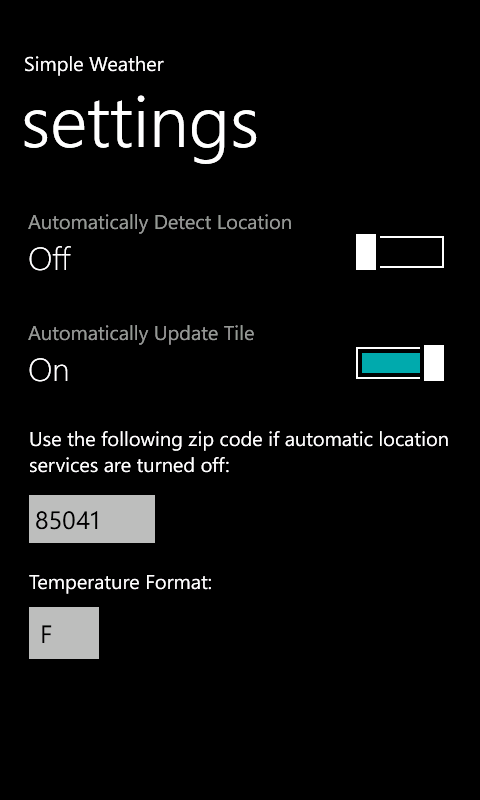 Simple Weather
settings
Automatically Detect Location
Off
Automatically Update Tile
On
Use the following zip code if automatic location
services are turned off:
85041
Temperature Format:
F